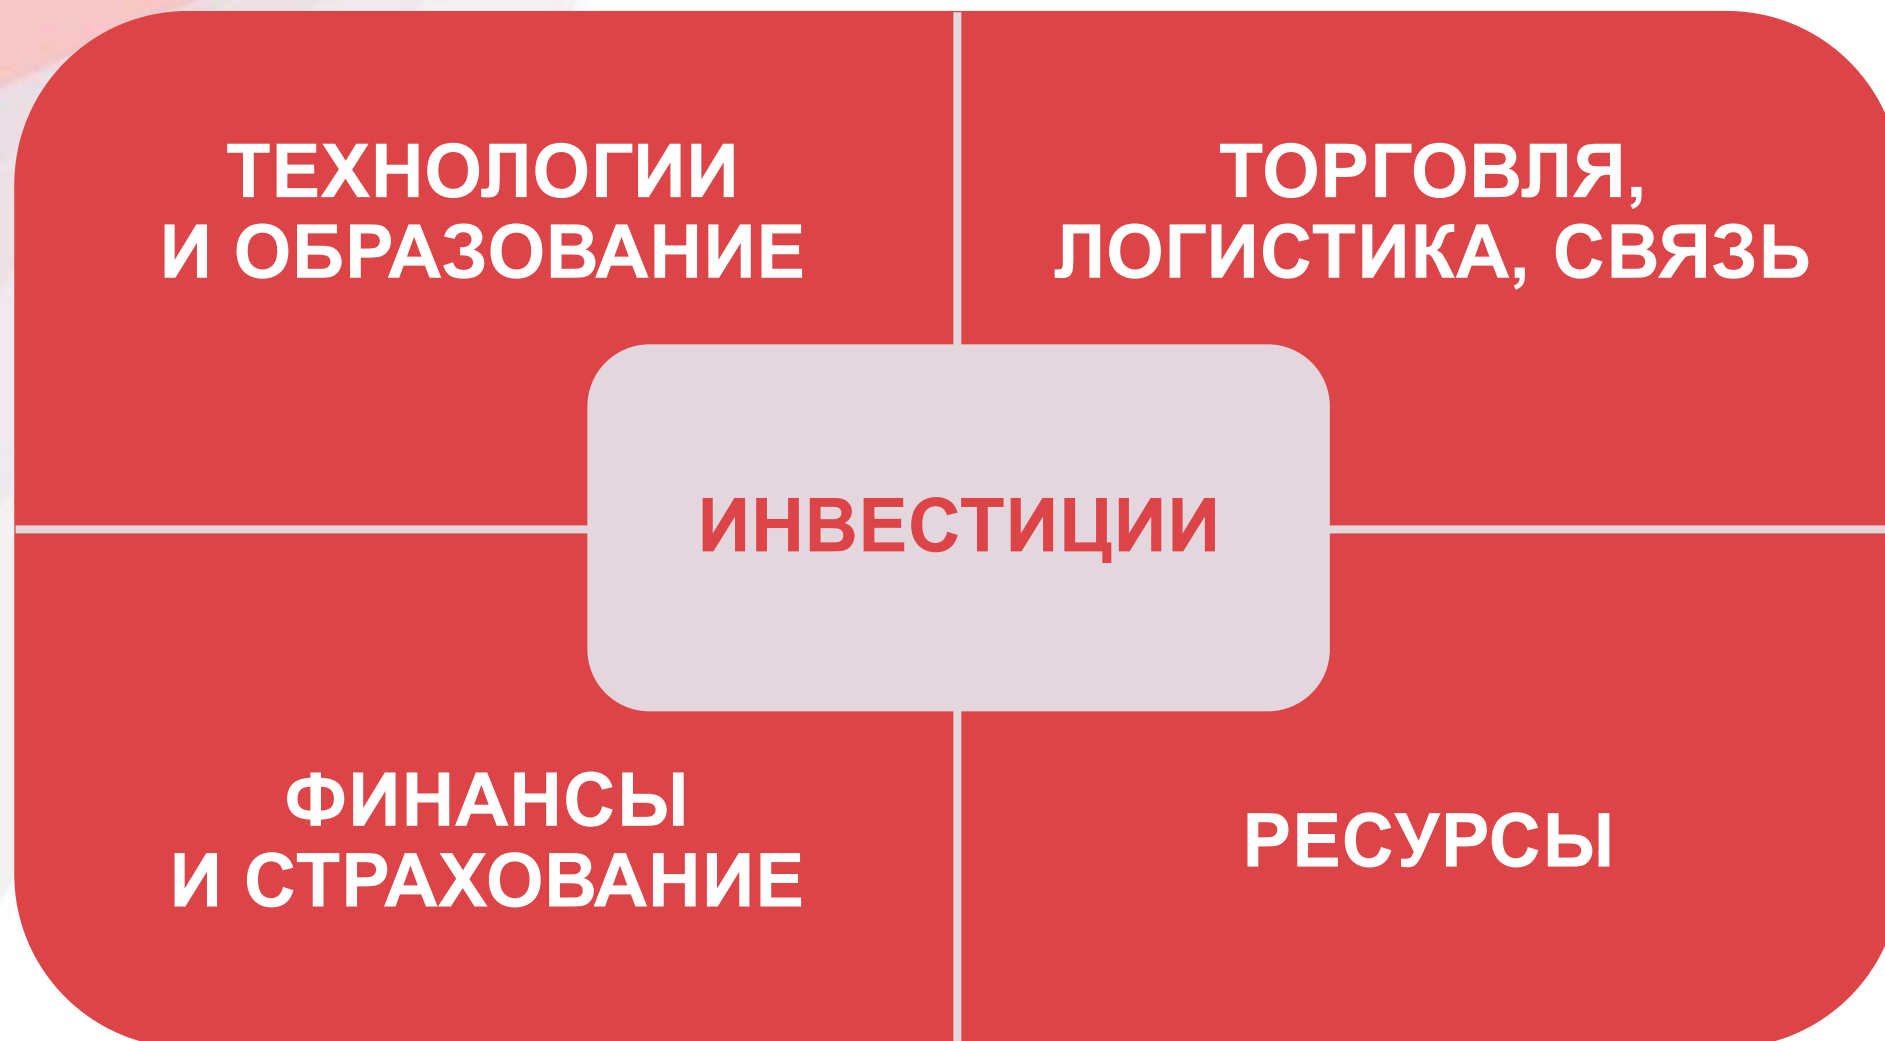 ТЕХНОЛОГИИ
И ОБРАЗОВАНИЕ
ТОРГОВЛЯ,
ЛОГИСТИКА, СВЯЗЬ
ИНВЕСТИЦИИ
ФИНАНСЫ
И СТРАХОВАНИЕ
РЕСУРСЫ